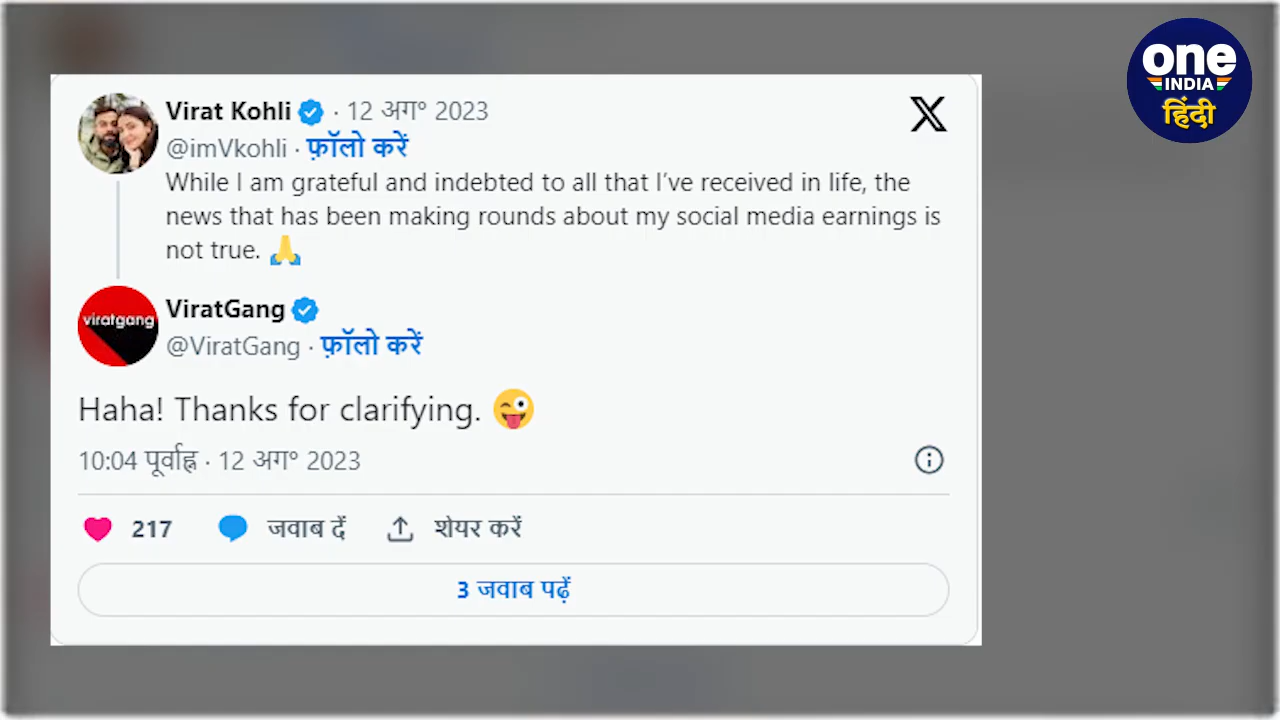 one
INDIA
हिंदी
Virat Kohli · 12 अग॰ 2023
@imVkohli · फ़ॉलो करें
While I am grateful and indebted to all that I’ve received in life, the
news that has been making rounds about my social media earnings is
not true. 🙏
viratgang
ViratGang
@ViratGang · फ़ॉलो करें
Haha! Thanks for clarifying. 😜
10:04 पूर्वाह्न · 12 अग॰ 2023
217 जवाब दें शेयर करें
3 जवाब पढ़ें